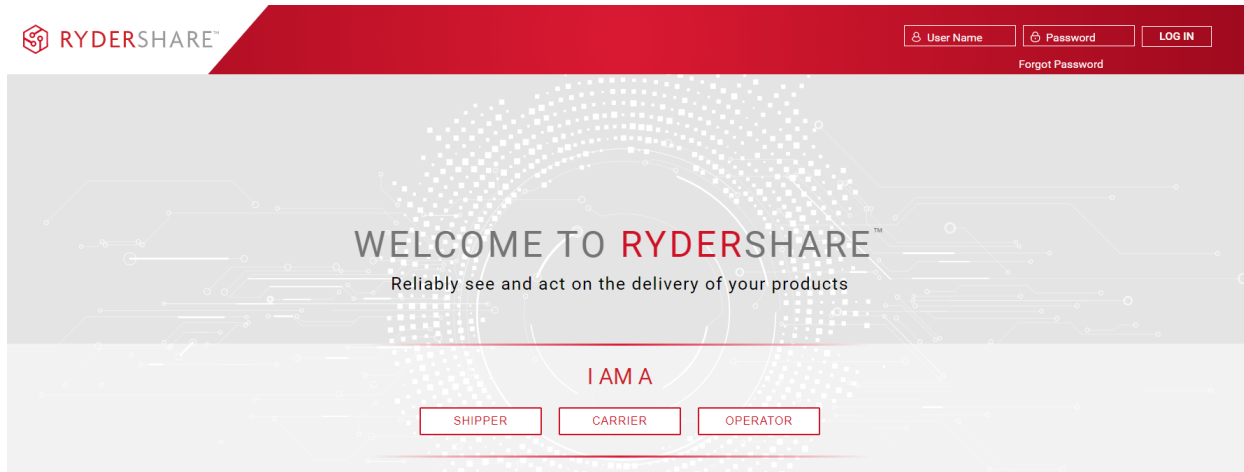 RYDERSHARE™
User Name
Password
LOG IN
Forgot Password
WELCOME TO RYDERSHARE™
Reliably see and act on the delivery of your products
I AM A
SHIPPER
CARRIER
OPERATOR